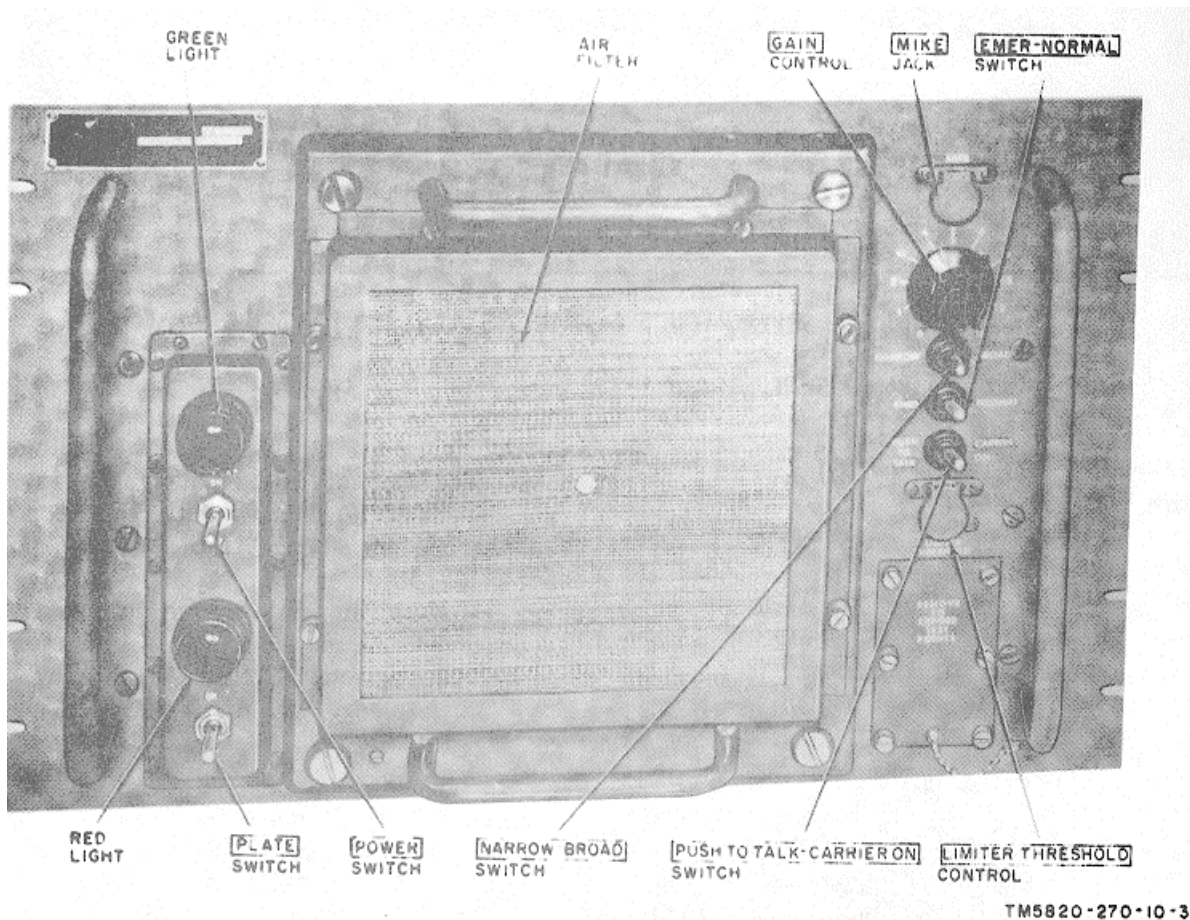 GREEN
LIGHT
AIR
FILTER
GAIN
CONTROL
MIKE
JACK
EMER-NORMAL
SWITCH
RED
LIGHT
PLATE
SWITCH
POWER
SWITCH
NARROW BROAD
SWITCH
PUSH TO TALK-CARRIER ON
SWITCH
LIMITER THRESHOLD
CONTROL
TM5820-270-10-3